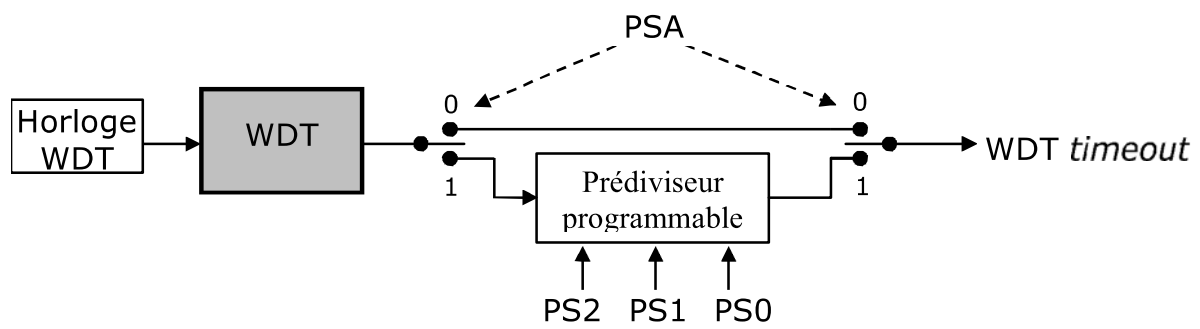 PSA
0
0
Horloge
WDT
WDT
WDT timeout
1
1
Prédiviseur
programmable
PS2 PS1 PS0